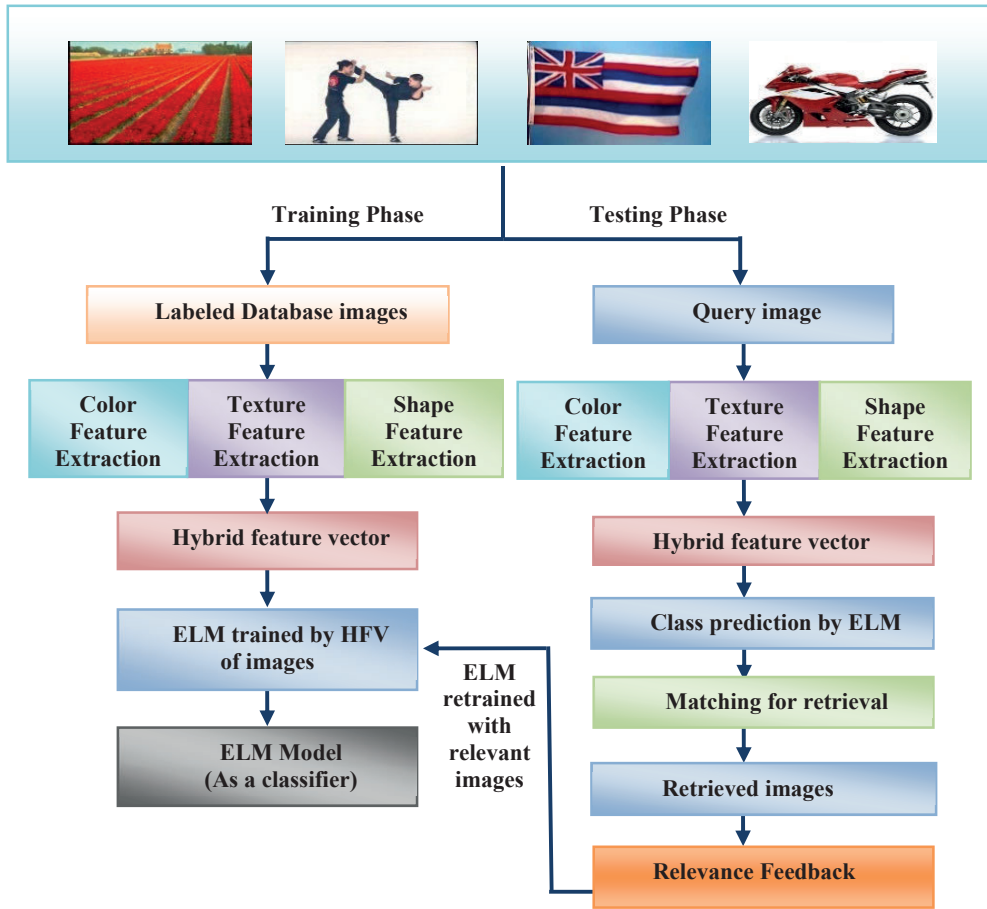 Training Phase
Testing Phase
Labeled Database images
Query image
Color
Feature
Extraction
Texture
Feature
Extraction
Shape
Feature
Extraction
Color
Feature
Extraction
Texture
Feature
Extraction
Shape
Feature
Extraction
Hybrid feature vector
Hybrid feature vector
ELM trained by HFV
of images
Class prediction by ELM
ELM
retrained
with
relevant
images
Matching for retrieval
ELM Model
(As a classifier)
Retrieved images
Relevance Feedback